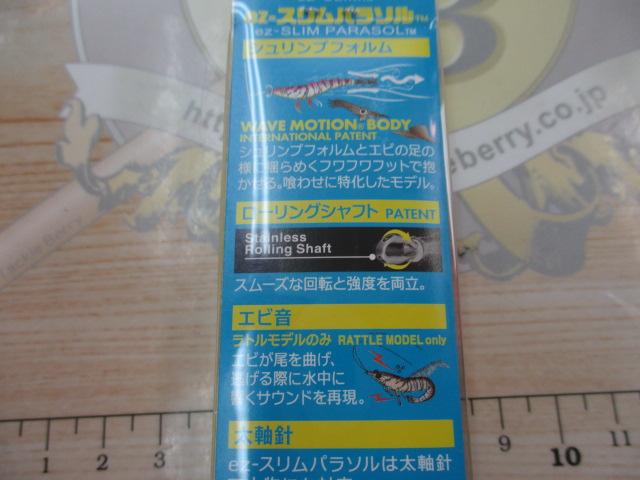 ez-スリムパラソル™
ez-SLIM PARASOL™
シュリンプフォルム
WAVE MOTION® BODY
INTERNATIONAL PATENT
シュリンプフォルムとエビの足の
様に揺らめくフワフワフットで抱
かせる。喰わせに特化したモデル。
ローリングシャフト PATENT
Stainless
Rolling Shaft
スムーズな回転と強度を両立。
エビ音
ラトルモデルのみ RATTLE MODEL only
エビが尾を曲げ、
逃げる際に水中に
響くサウンドを再現。
太軸針
ez-スリムパラソルは太軸針
http
eberry.co.jp
1 2 3 4 9 10 11